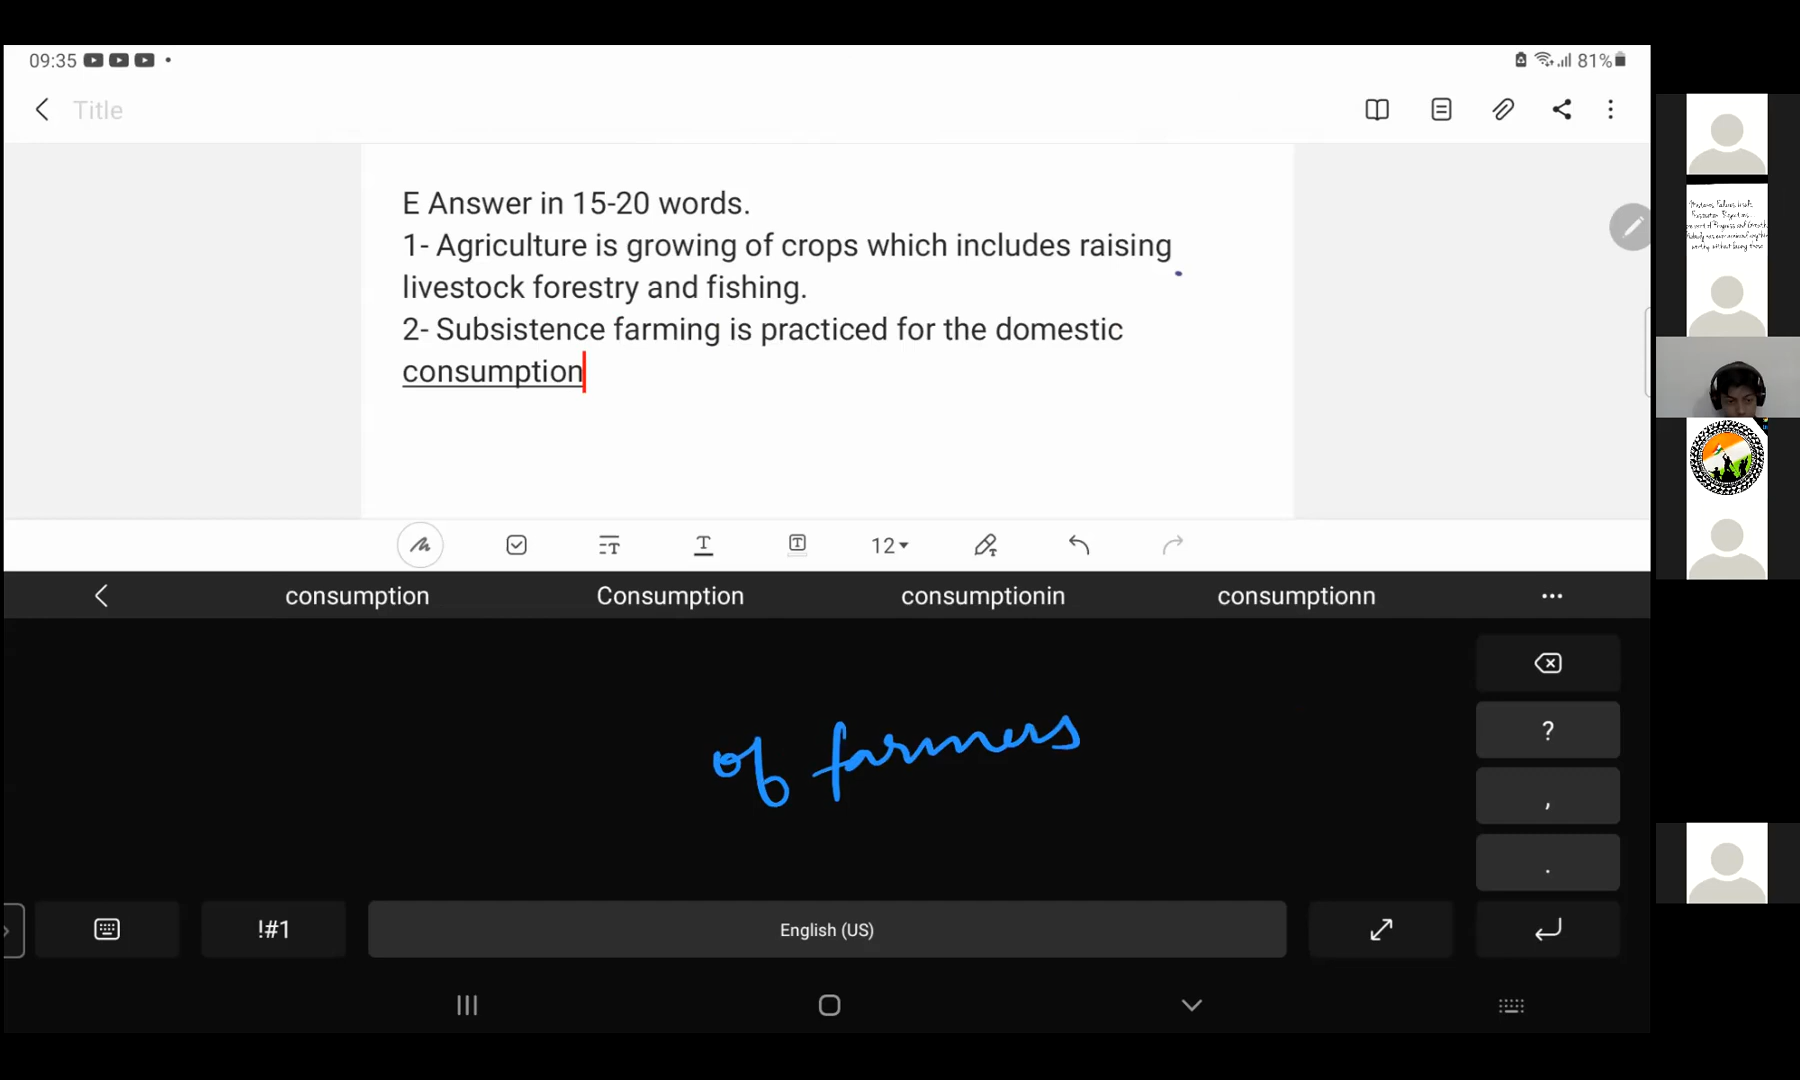 09:35
81%
Title
E Answer in 15-20 words.
1- Agriculture is growing of crops which includes raising
livestock forestry and fishing.
2- Subsistence farming is practiced for the domestic
consumption
12
consumption Consumption consumptionin consumptionn
of farmers
?
,
.
!#1
English (US)